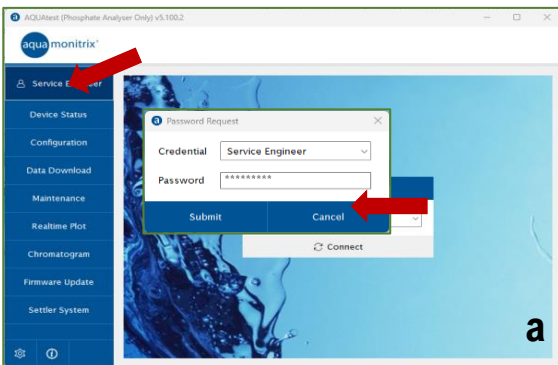 AQUAtest (Phosphate Analyser Only) v5.100.2
aqua monitrix
Service
Device Status
Configuration
Data Download
Maintenance
Realtime Plot
Chromatogram
Firmware Update
Settler System
Password Request
Credential Service Engineer
Password *********
Submit Cancel
Connect
a